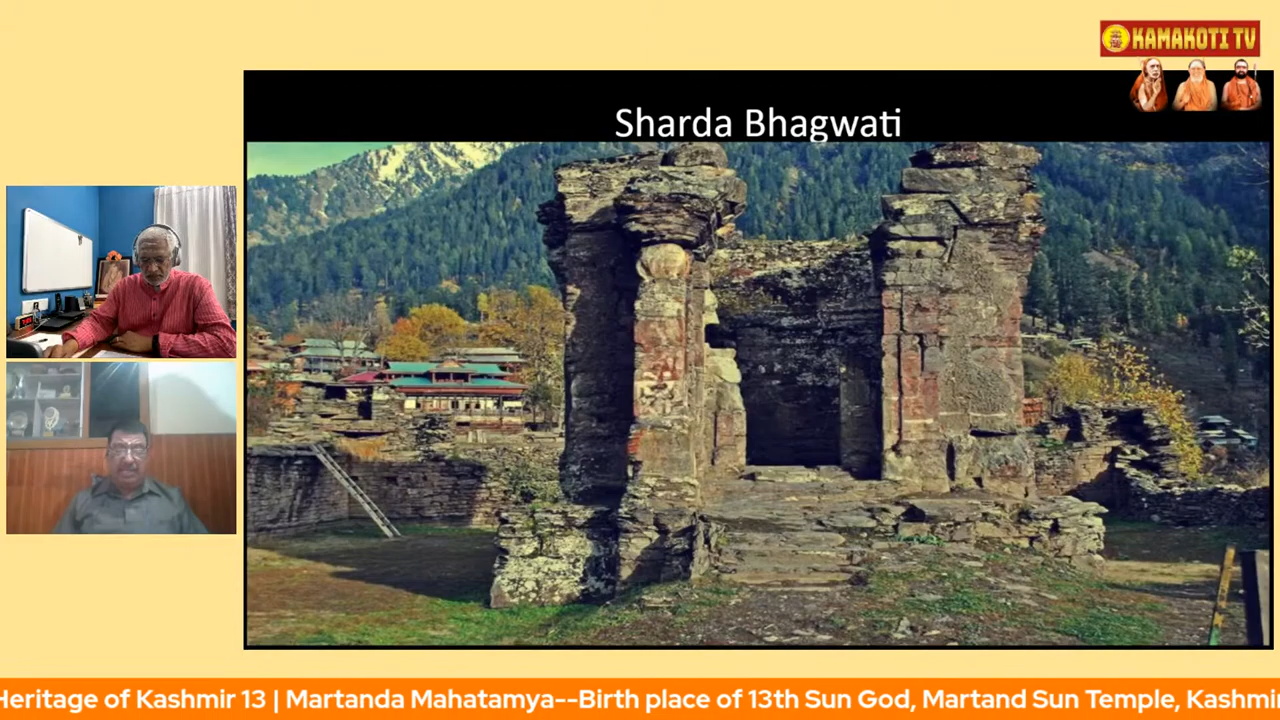 KAMAKOTI TV
Sharda Bhagwati
Heritage of Kashmir 13 | Martanda Mahatamya--Birth place of 13th Sun God, Martand Sun Temple, Kashmir